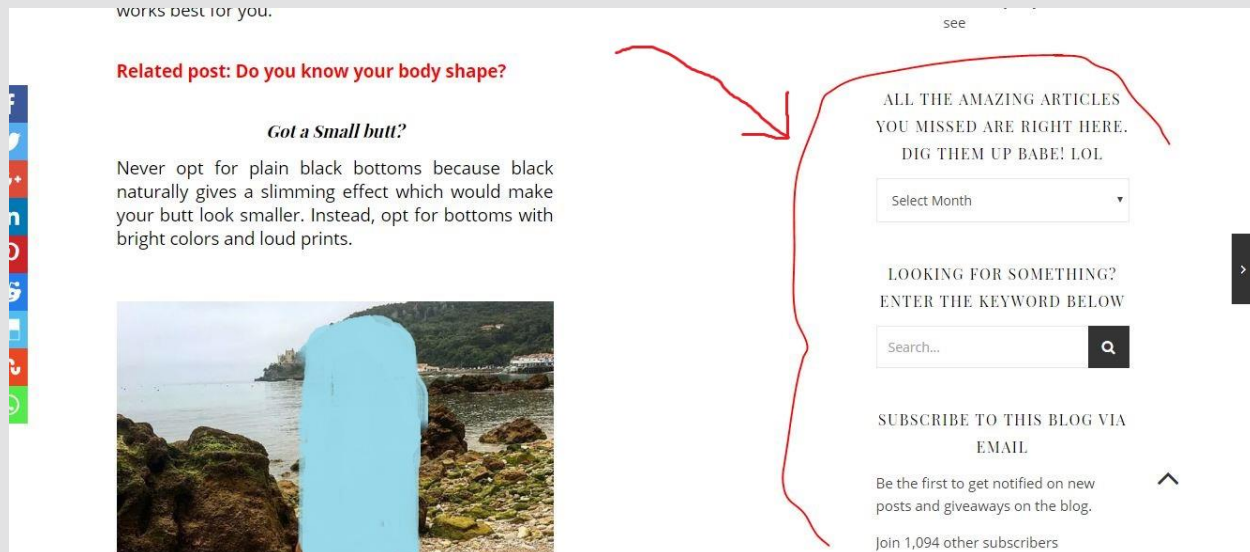 works best for you.
Related post: Do you know your body shape?
Got a Small butt?
Never opt for plain black bottoms because black
naturally gives a slimming effect which would make
your butt look smaller. Instead, opt for bottoms with
bright colors and loud prints.
see
ALL THE AMAZING ARTICLES
YOU MISSED ARE RIGHT HERE.
DIG THEM UP BABE! LOL
Select Month
LOOKING FOR SOMETHING?
ENTER THE KEYWORD BELOW
Search...
SUBSCRIBE TO THIS BLOG VIA
EMAIL
Be the first to get notified on new
posts and giveaways on the blog.
Join 1,094 other subscribers